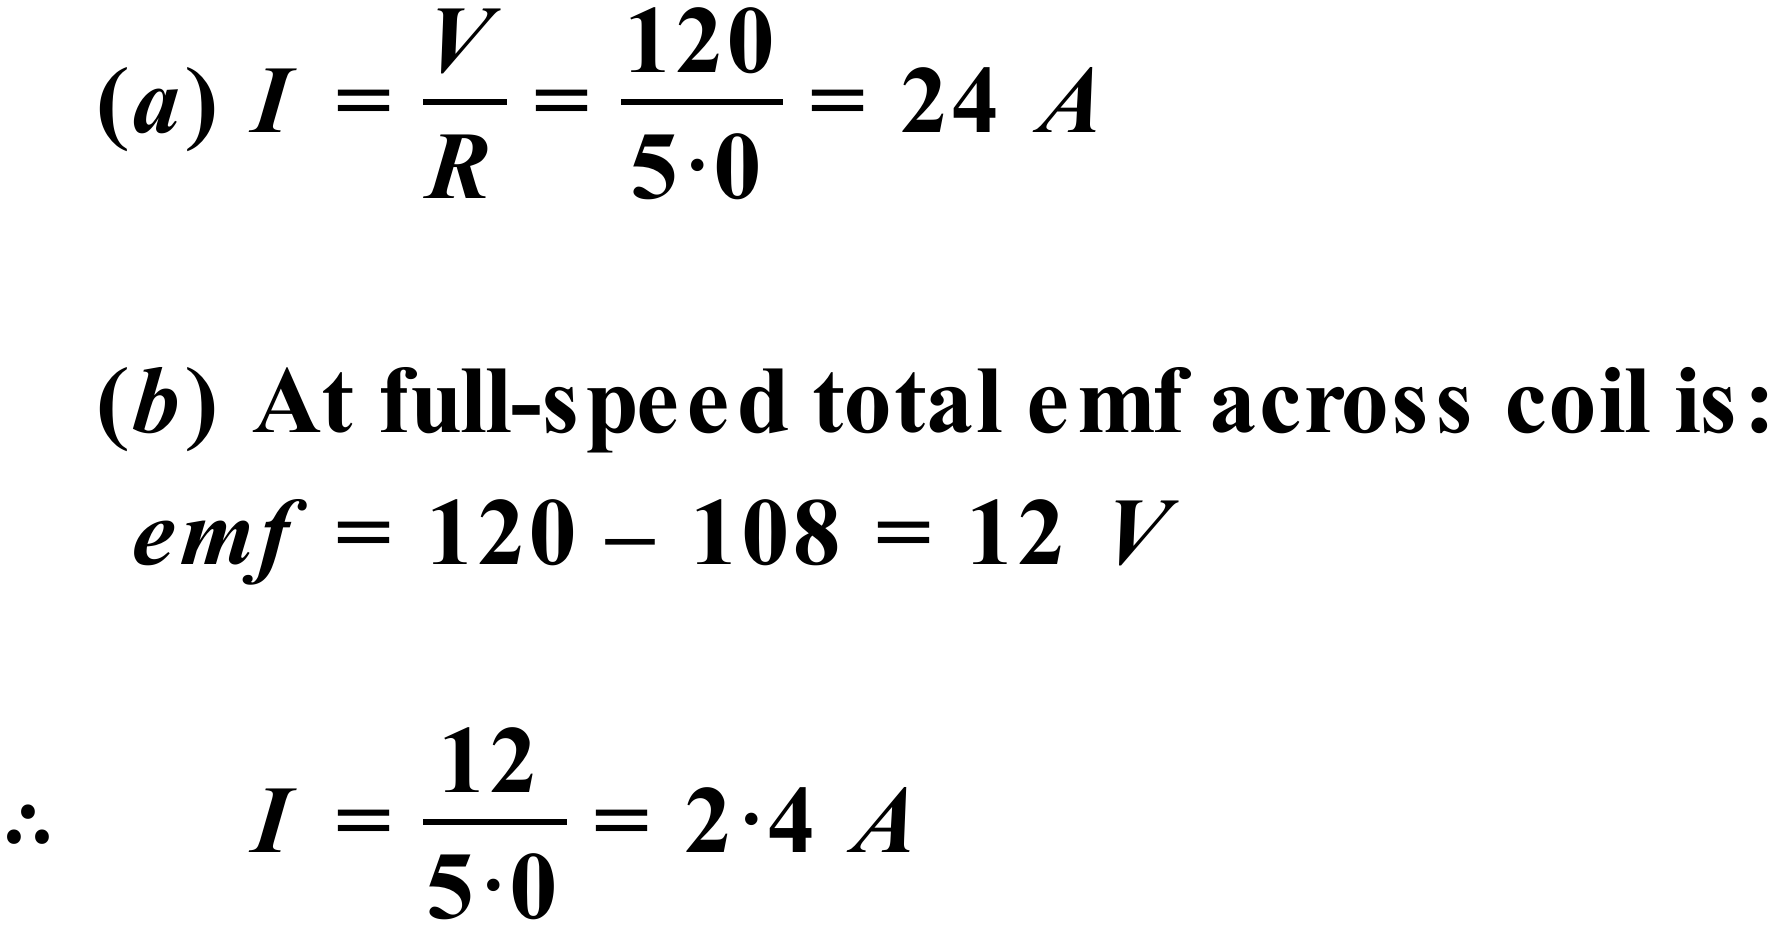 (a) I = V/R = 120/5·0 = 24 A
(b) At full-speed total emf across coil is:
emf = 120 – 108 = 12 V
∴ I = 12/5·0 = 2·4 A